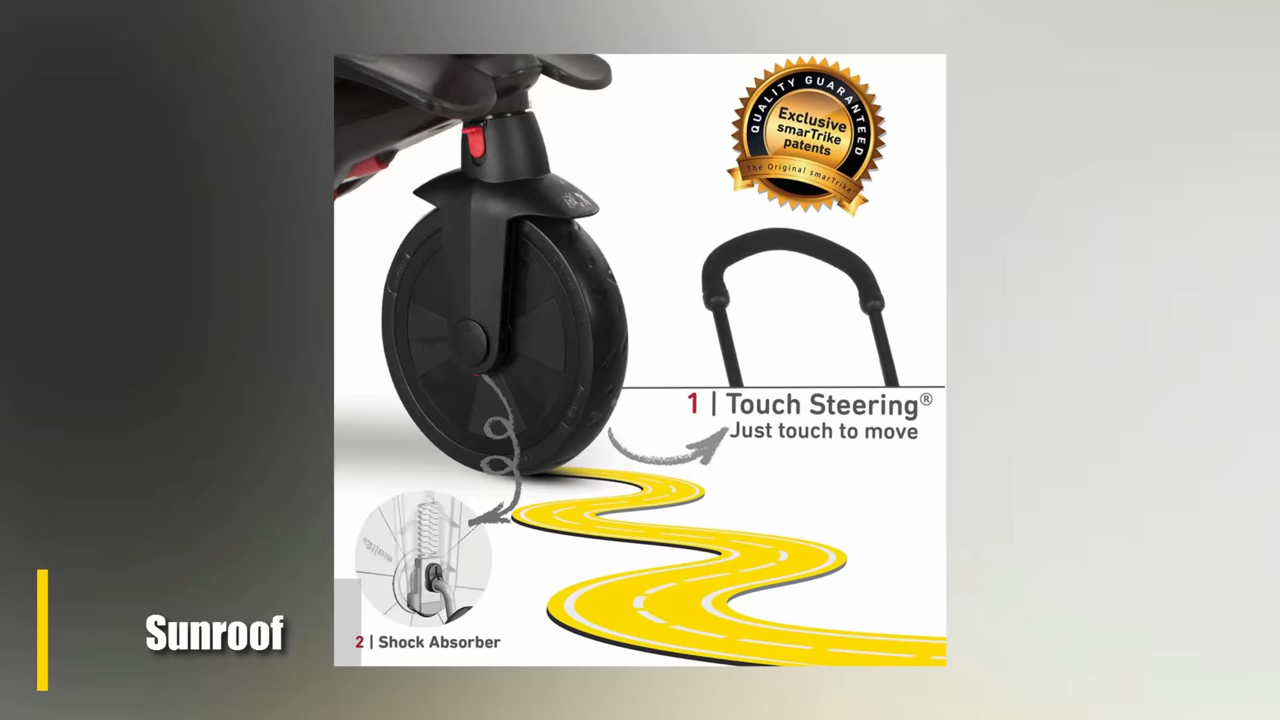 QUALITY GUARANTEED
Exclusive
smarTrike
patents
The Original smarTrike
1 | Touch Steering®
Just touch to move
2 | Shock Absorber
Sunroof